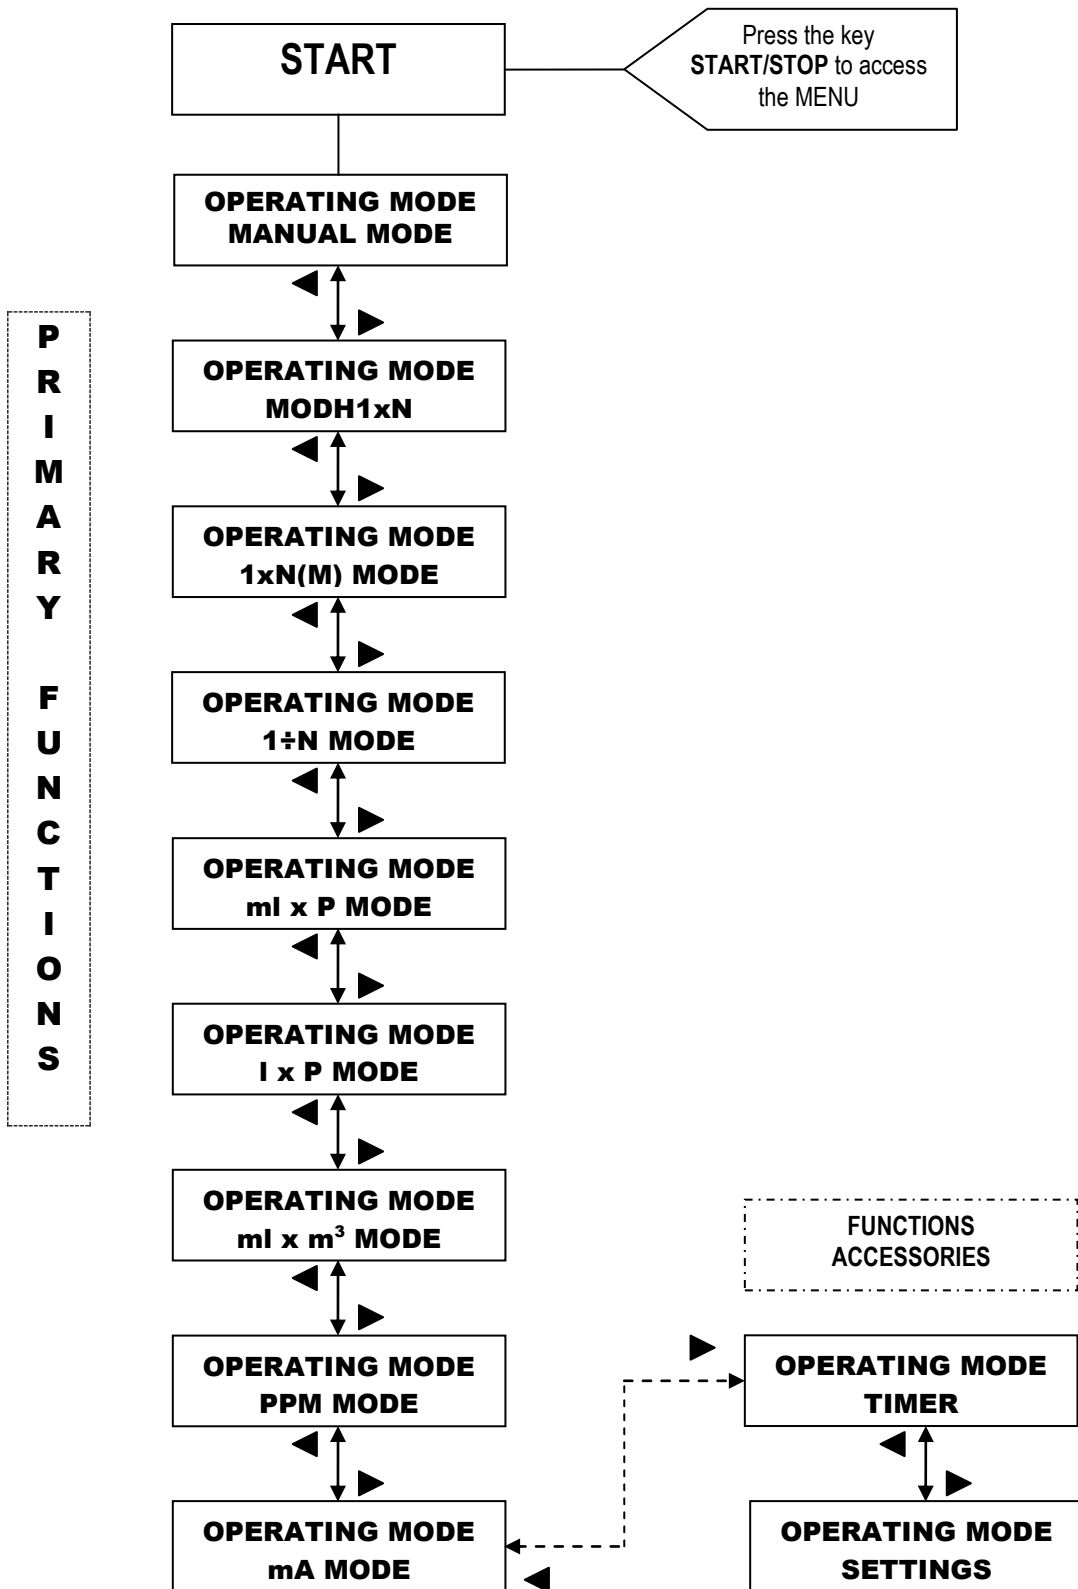 START
Press the key
START/STOP to access
the MENU
OPERATING MODE
MANUAL MODE
PRIMARY FUNCTIONS
OPERATING MODE
MODH1xN
OPERATING MODE
1xN(M) MODE
OPERATING MODE
1÷N MODE
OPERATING MODE
ml x P MODE
OPERATING MODE
l x P MODE
OPERATING MODE
ml x m³ MODE
FUNCTIONS
ACCESSORIES
OPERATING MODE
PPM MODE
OPERATING MODE
TIMER
OPERATING MODE
mA MODE
OPERATING MODE
SETTINGS